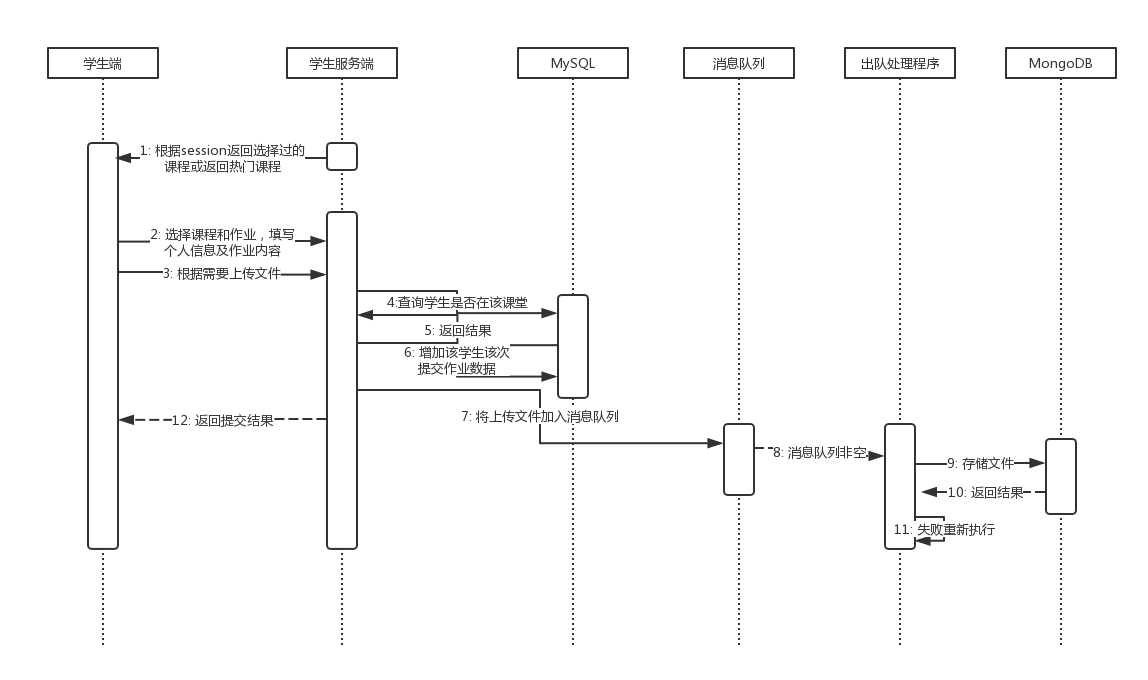 学生端
学生服务端
MySQL
消息队列
出队处理程序
MongoDB
1: 根据session返回选择过的
课程或返回热门课程
2: 选择课程和作业，填写
个人信息及作业内容
3: 根据需要上传文件
4:查询学生是否在该课堂
5: 返回结果
6: 增加该学生该次
提交作业数据
7: 将上传文件加入消息队列
12: 返回提交结果
8: 消息队列非空
9: 存储文件
10: 返回结果
11: 失败重新执行